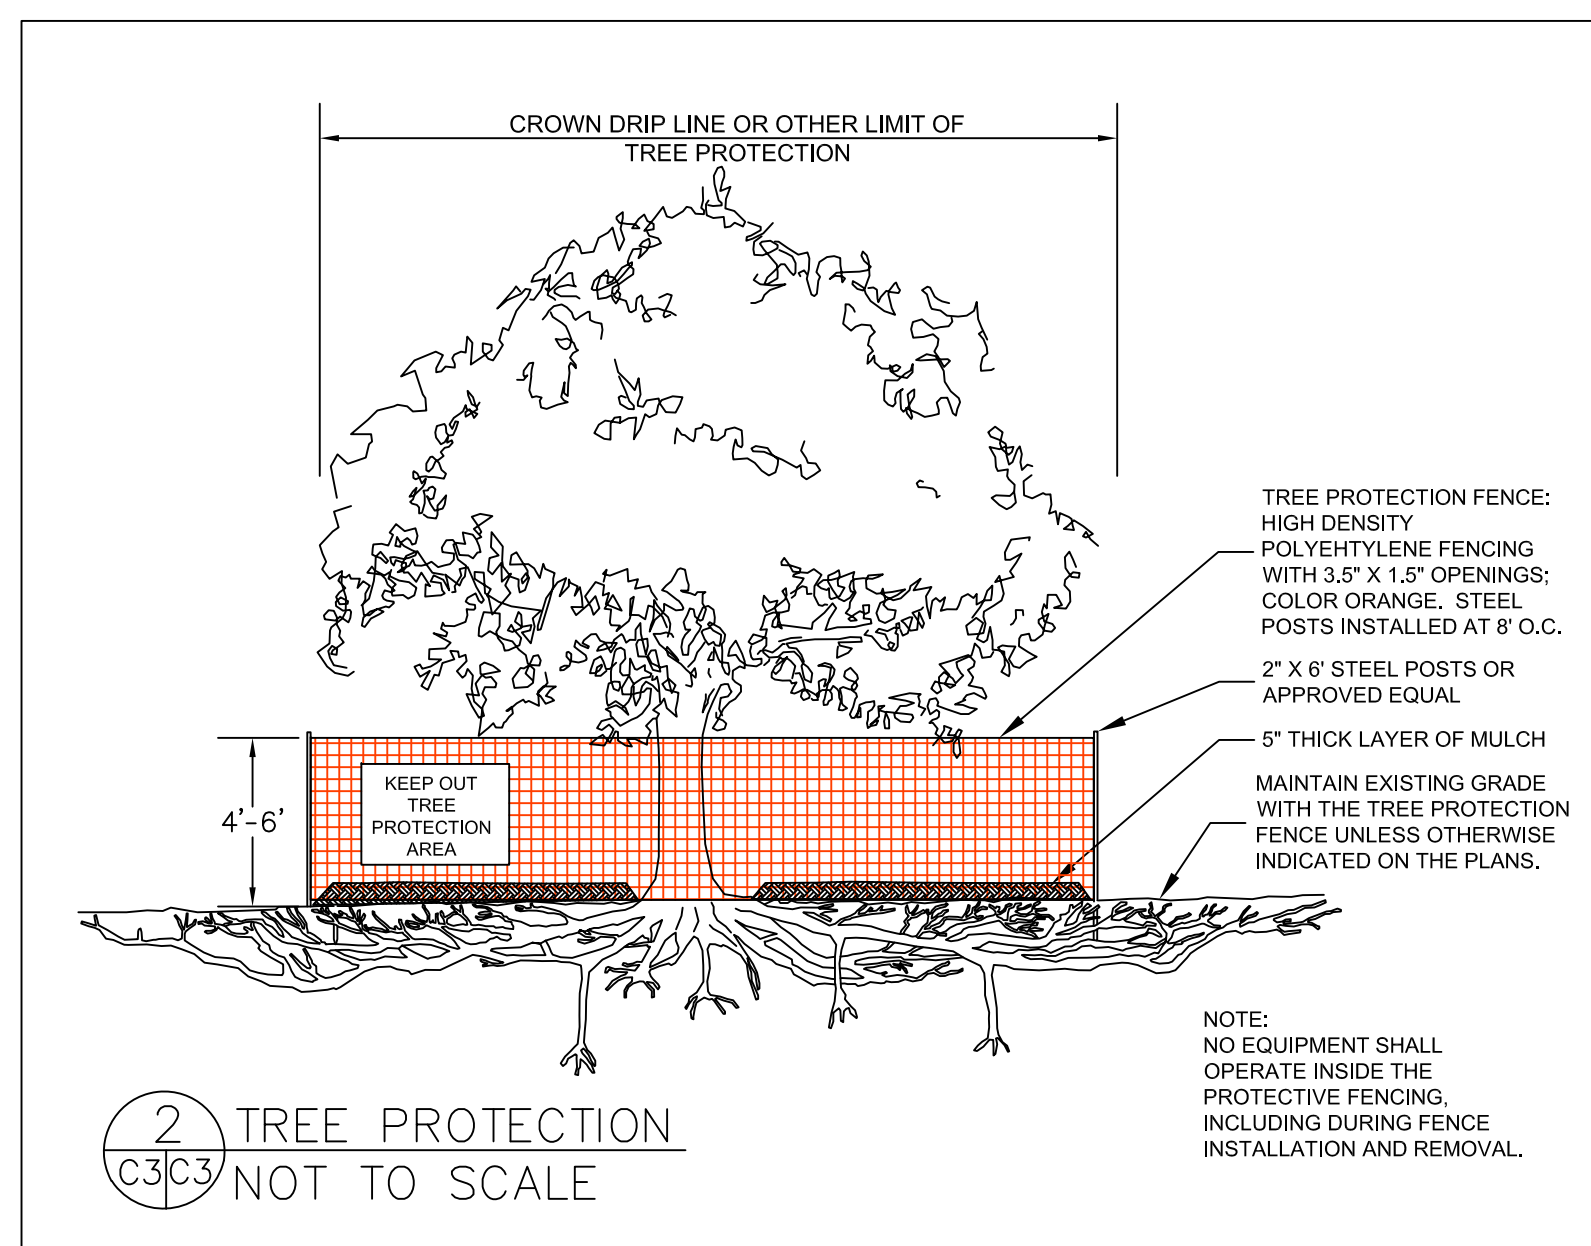 CROWN DRIP LINE OR OTHER LIMIT OF
TREE PROTECTION
TREE PROTECTION FENCE:
HIGH DENSITY
POLYEHTYLENE FENCING
WITH 3.5" X 1.5" OPENINGS;
COLOR ORANGE. STEEL
POSTS INSTALLED AT 8' O.C.
2" X 6' STEEL POSTS OR
APPROVED EQUAL
5" THICK LAYER OF MULCH
MAINTAIN EXISTING GRADE
WITH THE TREE PROTECTION
FENCE UNLESS OTHERWISE
INDICATED ON THE PLANS.
4'-6'
KEEP OUT
TREE
PROTECTION
AREA
NOTE:
NO EQUIPMENT SHALL
OPERATE INSIDE THE
PROTECTIVE FENCING,
INCLUDING DURING FENCE
INSTALLATION AND REMOVAL.
2
C3 C3
TREE PROTECTION
NOT TO SCALE